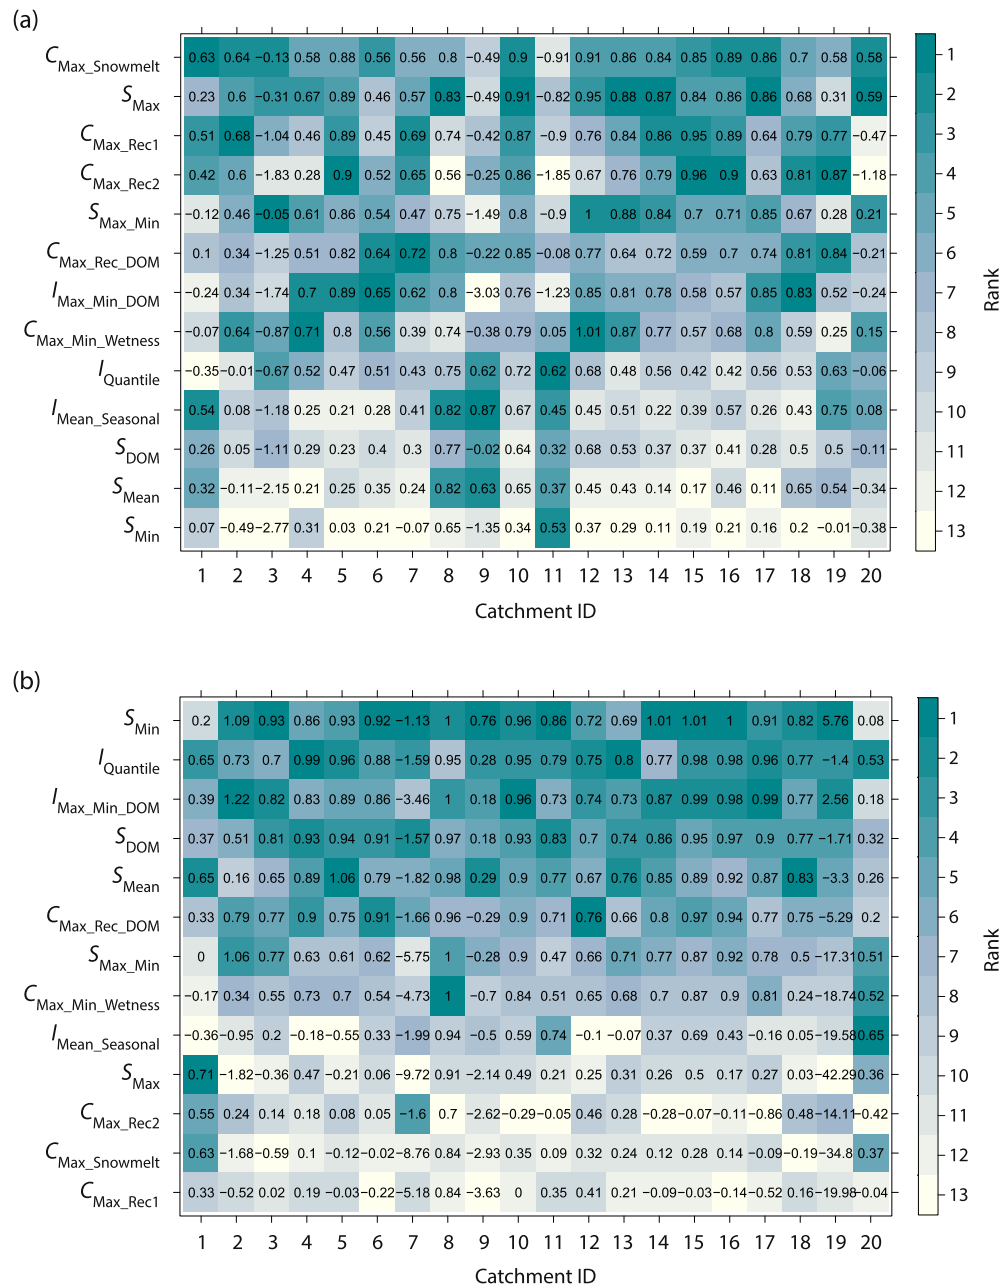 (a)
C Max_Snowmelt 0.63 0.64 −0.13 0.58 0.88 0.56 0.56 0.8 −0.49 0.9 −0.91 0.91 0.86 0.84 0.85 0.89 0.86 0.7 0.58 0.58
S Max 0.23 0.6 −0.31 0.67 0.89 0.46 0.57 0.83 −0.49 0.91 −0.82 0.95 0.88 0.87 0.84 0.86 0.86 0.68 0.31 0.59
C Max_Rec1 0.51 0.68 −1.04 0.46 0.89 0.45 0.69 0.74 −0.42 0.87 −0.9 0.76 0.84 0.86 0.95 0.89 0.64 0.79 0.77 −0.47
C Max_Rec2 0.42 0.6 −1.83 0.28 0.9 0.52 0.65 0.56 −0.25 0.86 −1.85 0.67 0.76 0.79 0.96 0.9 0.63 0.81 0.87 −1.18
S Max_Min −0.12 0.46 −0.05 0.61 0.86 0.54 0.47 0.75 −1.49 0.8 −0.9 1 0.88 0.84 0.7 0.71 0.85 0.67 0.28 0.21
C Max_Rec_DOM 0.1 0.34 −1.25 0.51 0.82 0.64 0.72 0.8 −0.22 0.85 −0.08 0.77 0.64 0.72 0.59 0.7 0.74 0.81 0.84 −0.21
I Max_Min_DOM −0.24 0.34 −1.74 0.7 0.89 0.65 0.62 0.8 −3.03 0.76 −1.23 0.85 0.81 0.78 0.58 0.57 0.85 0.83 0.52 −0.24
C Max_Min_Wetness −0.07 0.64 −0.87 0.71 0.8 0.56 0.39 0.74 −0.38 0.79 0.05 1.01 0.87 0.77 0.57 0.68 0.8 0.59 0.25 0.15
I Quantile −0.35 −0.01 −0.67 0.52 0.47 0.51 0.43 0.75 0.62 0.72 0.62 0.68 0.48 0.56 0.42 0.42 0.56 0.53 0.63 −0.06
I Mean_Seasonal 0.54 0.08 −1.18 0.25 0.21 0.28 0.41 0.82 0.87 0.67 0.45 0.45 0.51 0.22 0.39 0.57 0.26 0.43 0.75 0.08
S DOM 0.26 0.05 −1.11 0.29 0.23 0.4 0.3 0.77 −0.02 0.64 0.32 0.68 0.53 0.37 0.37 0.41 0.28 0.5 0.5 −0.11
S Mean 0.32 −0.11 −2.15 0.21 0.25 0.35 0.24 0.82 0.63 0.65 0.37 0.45 0.43 0.14 0.17 0.46 0.11 0.65 0.54 −0.34
S Min 0.07 −0.49 −2.77 0.31 0.03 0.21 −0.07 0.65 −1.35 0.34 0.53 0.37 0.29 0.11 0.19 0.21 0.16 0.2 −0.01 −0.38
1 2 3 4 5 6 7 8 9 10 11 12 13 14 15 16 17 18 19 20
Catchment ID
1
2
3
4
5
6
7
8
9
10
11
12
13
Rank
(b)
S Min 0.2 1.09 0.93 0.86 0.93 0.92 −1.13 1 0.76 0.96 0.86 0.72 0.69 1.01 1.01 1 0.91 0.82 5.76 0.08
I Quantile 0.65 0.73 0.7 0.99 0.96 0.88 −1.59 0.95 0.28 0.95 0.79 0.75 0.8 0.77 0.98 0.98 0.96 0.77 −1.4 0.53
I Max_Min_DOM 0.39 1.22 0.82 0.83 0.89 0.86 −3.46 1 0.18 0.96 0.73 0.74 0.73 0.87 0.99 0.98 0.99 0.77 2.56 0.18
S DOM 0.37 0.51 0.81 0.93 0.94 0.91 −1.57 0.97 0.18 0.93 0.83 0.7 0.74 0.86 0.95 0.97 0.9 0.77 −1.71 0.32
S Mean 0.65 0.16 0.65 0.89 1.06 0.79 −1.82 0.98 0.29 0.9 0.77 0.67 0.76 0.85 0.89 0.92 0.87 0.83 −3.3 0.26
C Max_Rec_DOM 0.33 0.79 0.77 0.9 0.75 0.91 −1.66 0.96 −0.29 0.9 0.71 0.76 0.66 0.8 0.97 0.94 0.77 0.75 −5.29 0.2
S Max_Min 0 1.06 0.77 0.63 0.61 0.62 −5.75 1 −0.28 0.9 0.47 0.66 0.71 0.77 0.87 0.92 0.78 0.5 −17.31 0.51
C Max_Min_Wetness −0.17 0.34 0.55 0.73 0.7 0.54 −4.73 1 −0.7 0.84 0.51 0.65 0.68 0.7 0.87 0.9 0.81 0.24 −18.74 0.52
I Mean_Seasonal −0.36 −0.95 0.2 −0.18 −0.55 0.33 −1.99 0.94 −0.5 0.59 0.74 −0.1 −0.07 0.37 0.69 0.43 −0.16 0.05 −19.58 0.65
S Max 0.71 −1.82 −0.36 0.47 −0.21 0.06 −9.72 0.91 −2.14 0.49 0.21 0.25 0.31 0.26 0.5 0.17 0.27 0.03 −42.29 0.36
C Max_Rec2 0.55 0.24 0.14 0.18 0.08 0.05 −1.6 0.7 −2.62 −0.29 −0.05 0.46 0.28 −0.28 −0.07 −0.11 −0.86 0.48 −14.11 −0.42
C Max_Snowmelt 0.63 −1.68 −0.59 0.1 −0.12 −0.02 −8.76 0.84 −2.93 0.35 0.09 0.32 0.24 0.12 0.28 0.14 −0.09 −0.19 −34.8 0.37
C Max_Rec1 0.33 −0.52 0.02 0.19 −0.03 −0.22 −5.18 0.84 −3.63 0 0.35 0.41 0.21 −0.09 −0.03 −0.14 −0.52 0.16 −19.98 −0.04
1 2 3 4 5 6 7 8 9 10 11 12 13 14 15 16 17 18 19 20
Catchment ID
1
2
3
4
5
6
7
8
9
10
11
12
13
Rank